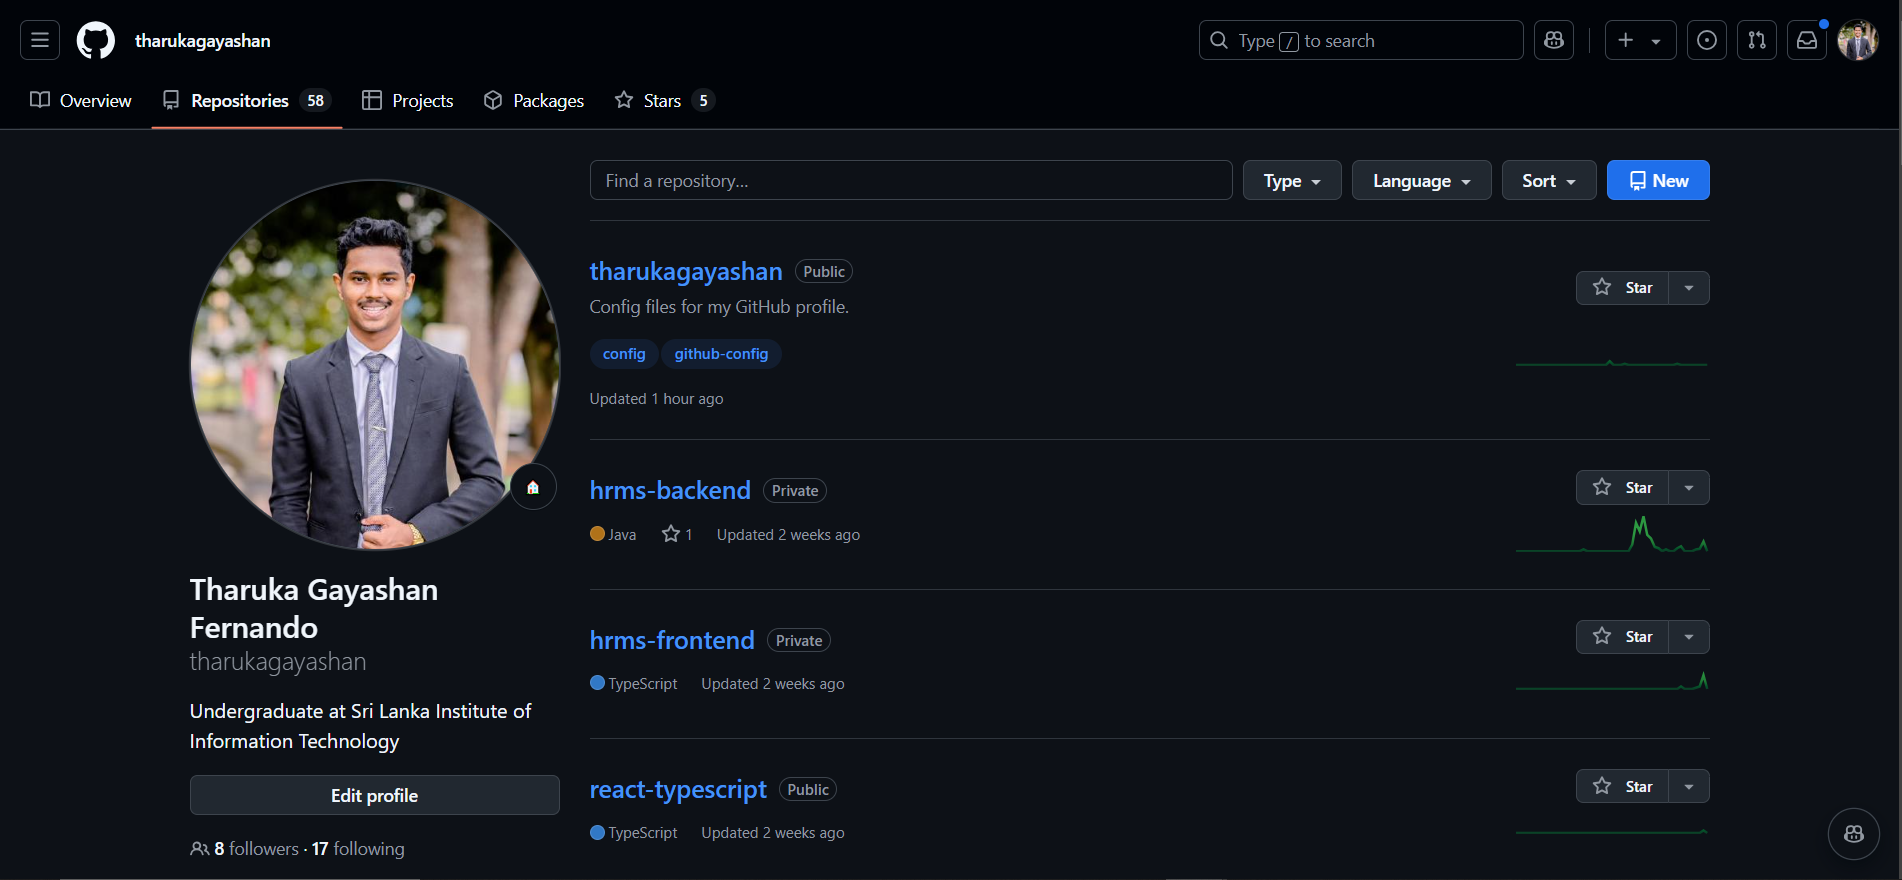 tharukagayashan
Type / to search
Overview
Repositories 58
Projects
Packages
Stars 5
Find a repository...
Type
Language
Sort
New
tharukagayashan Public
Star
Config files for my GitHub profile.
config github-config
Updated 1 hour ago
hrms-backend Private
Star
Java 1 Updated 2 weeks ago
hrms-frontend Private
Star
TypeScript Updated 2 weeks ago
react-typescript Public
Star
TypeScript Updated 2 weeks ago
Tharuka Gayashan
Fernando
tharukagayashan
Undergraduate at Sri Lanka Institute of
Information Technology
Edit profile
8 followers · 17 following